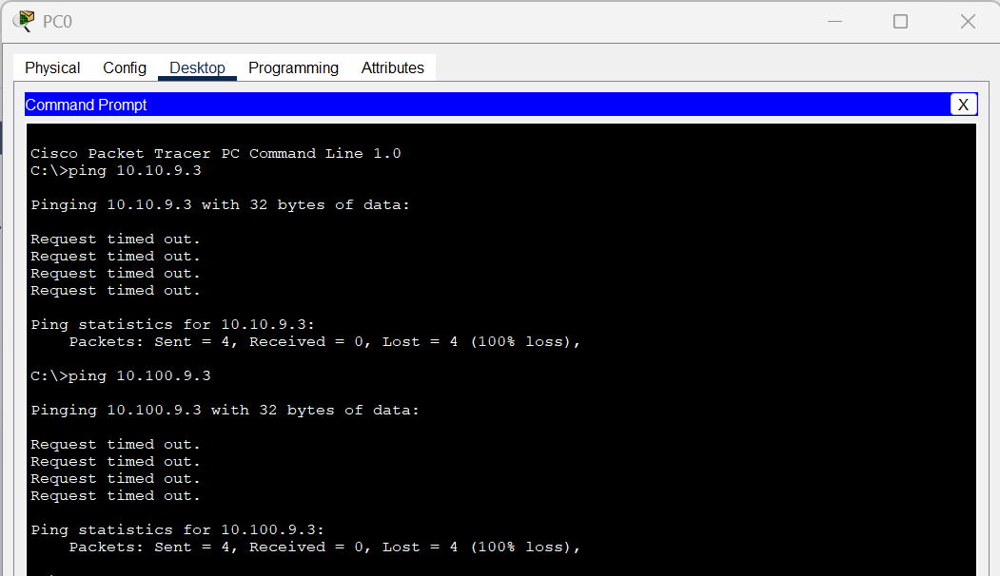 PC0
Physical Config Desktop Programming Attributes
Command Prompt
X
Cisco Packet Tracer PC Command Line 1.0
C:\>ping 10.10.9.3
Pinging 10.10.9.3 with 32 bytes of data:
Request timed out.
Request timed out.
Request timed out.
Request timed out.
Ping statistics for 10.10.9.3:
Packets: Sent = 4, Received = 0, Lost = 4 (100% loss),
C:\>ping 10.100.9.3
Pinging 10.100.9.3 with 32 bytes of data:
Request timed out.
Request timed out.
Request timed out.
Request timed out.
Ping statistics for 10.100.9.3:
Packets: Sent = 4, Received = 0, Lost = 4 (100% loss),